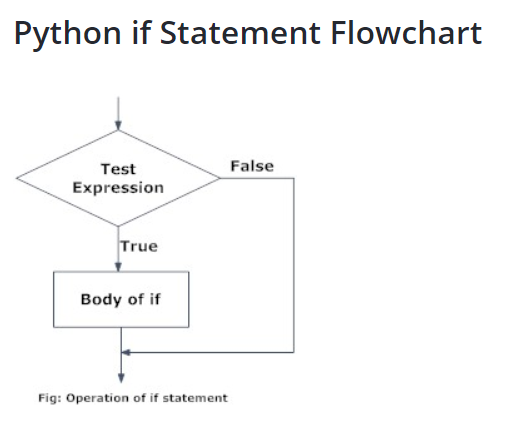 Python if Statement Flowchart
Test
Expression
False
True
Body of if
Fig: Operation of if statement